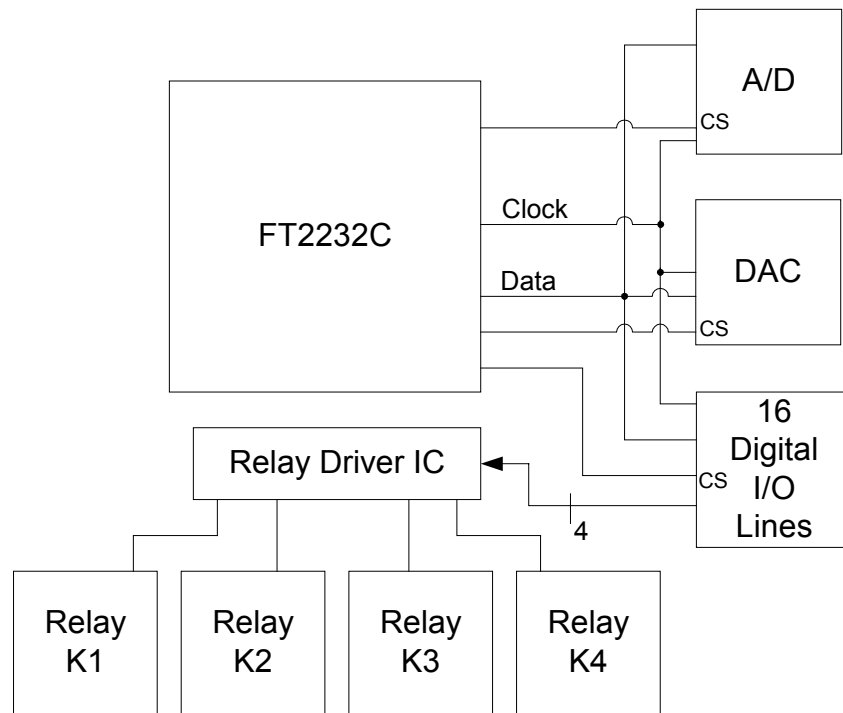 A/D
CS
FT2232C
Clock
Data
DAC
CS
16
Digital
I/O
Lines
CS
Relay Driver IC
4
Relay
K1
Relay
K2
Relay
K3
Relay
K4